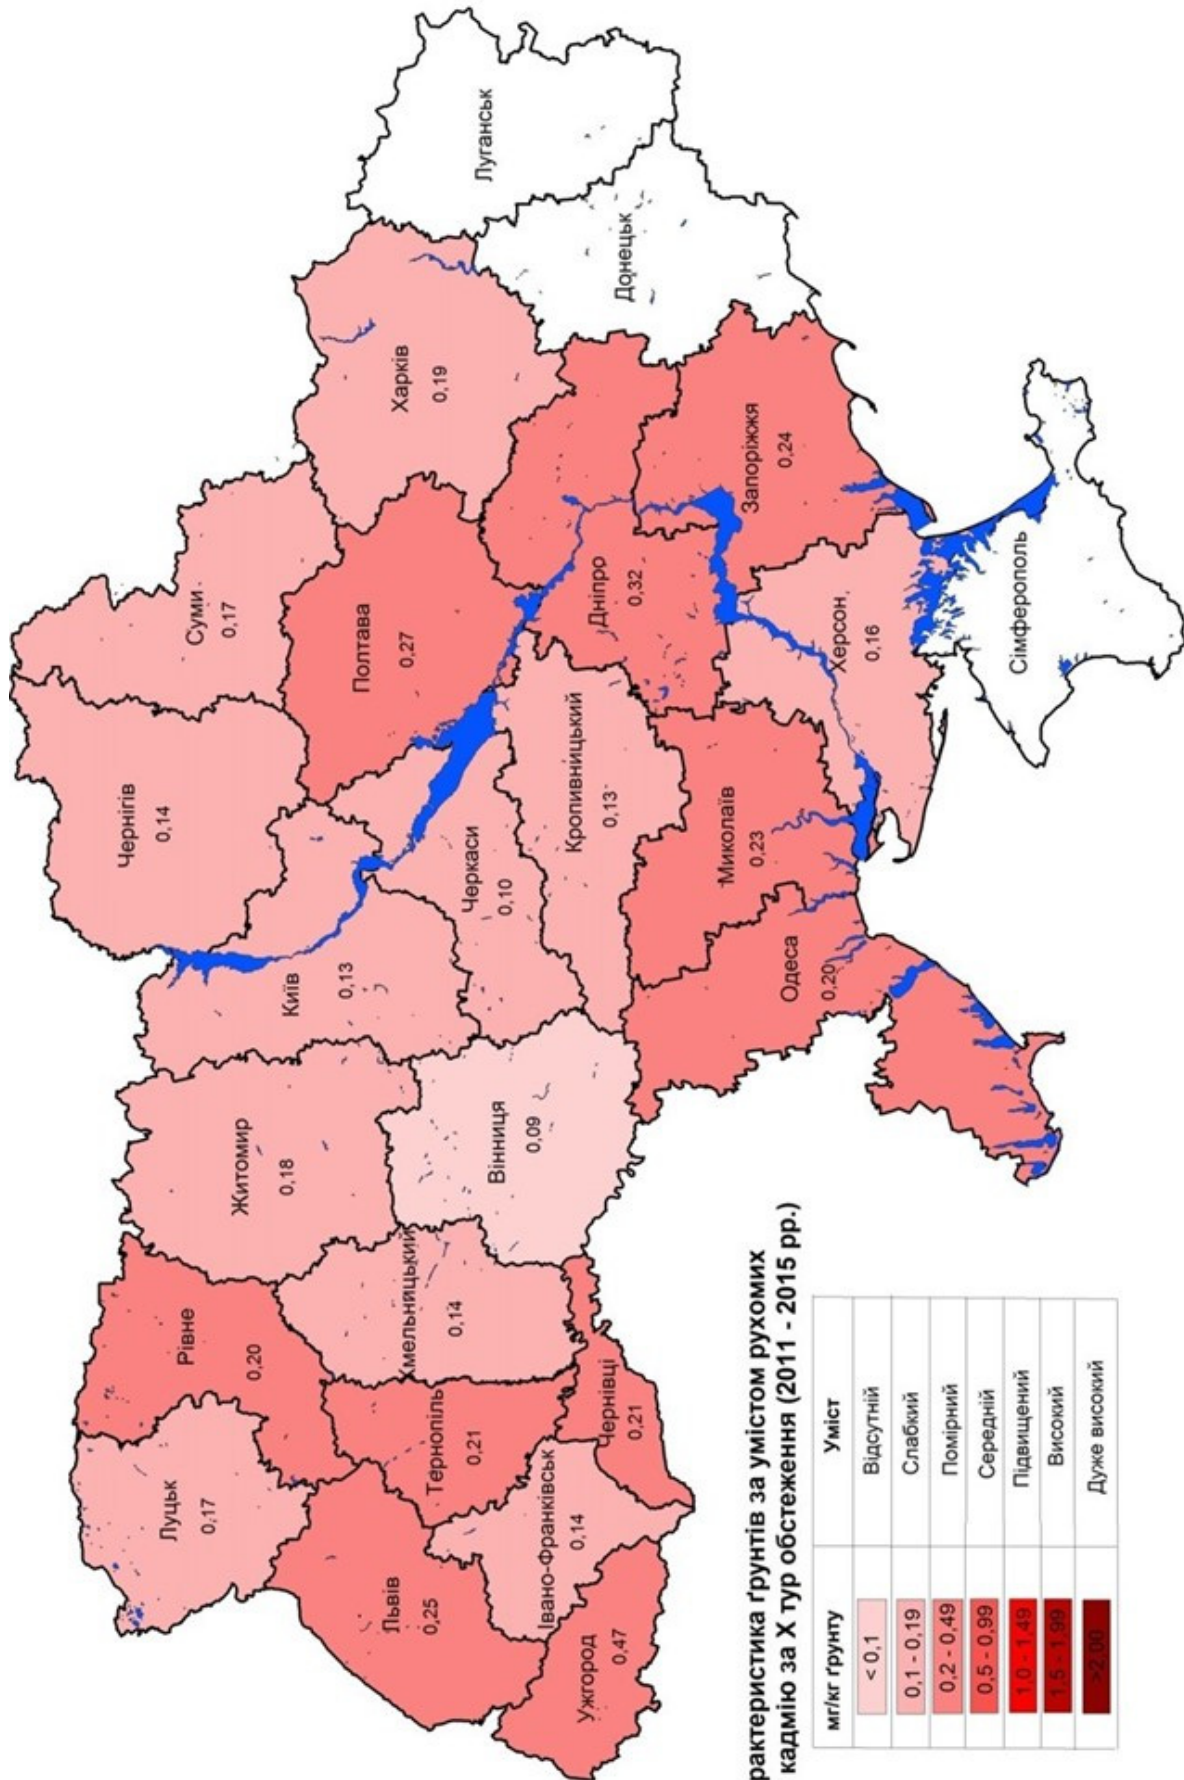 Луцьк
0,17
Рівне
0,20
Житомир
0,18
Київ
0,13
Чернігів
0,14
Суми
0,17
Львів
0,25
Тернопіль
0,21
Хмельницький
0,14
Вінниця
0,09
Черкаси
0,10
Полтава
0,27
Харків
0,19
Луганськ
Ужгород
0,47
Івано-Франківськ
0,14
Чернівці
0,21
Кропивницький
0,13
Дніпро
0,32
Донецьк
Одеса
0,20
Миколаїв
0,23
Херсон
0,16
Запоріжжя
0,24
Сімферополь
рактеристика ґрунтів за умістом рухомих
кадмію за X тур обстеження (2011 - 2015 рр.)
мг/кг ґрунту Уміст
< 0,1 Відсутній
0,1 - 0,19 Слабкий
0,2 - 0,49 Помірний
0,5 - 0,99 Середній
1,0 - 1,49 Підвищений
1,5 - 1,99 Високий
>2,00 Дуже високий